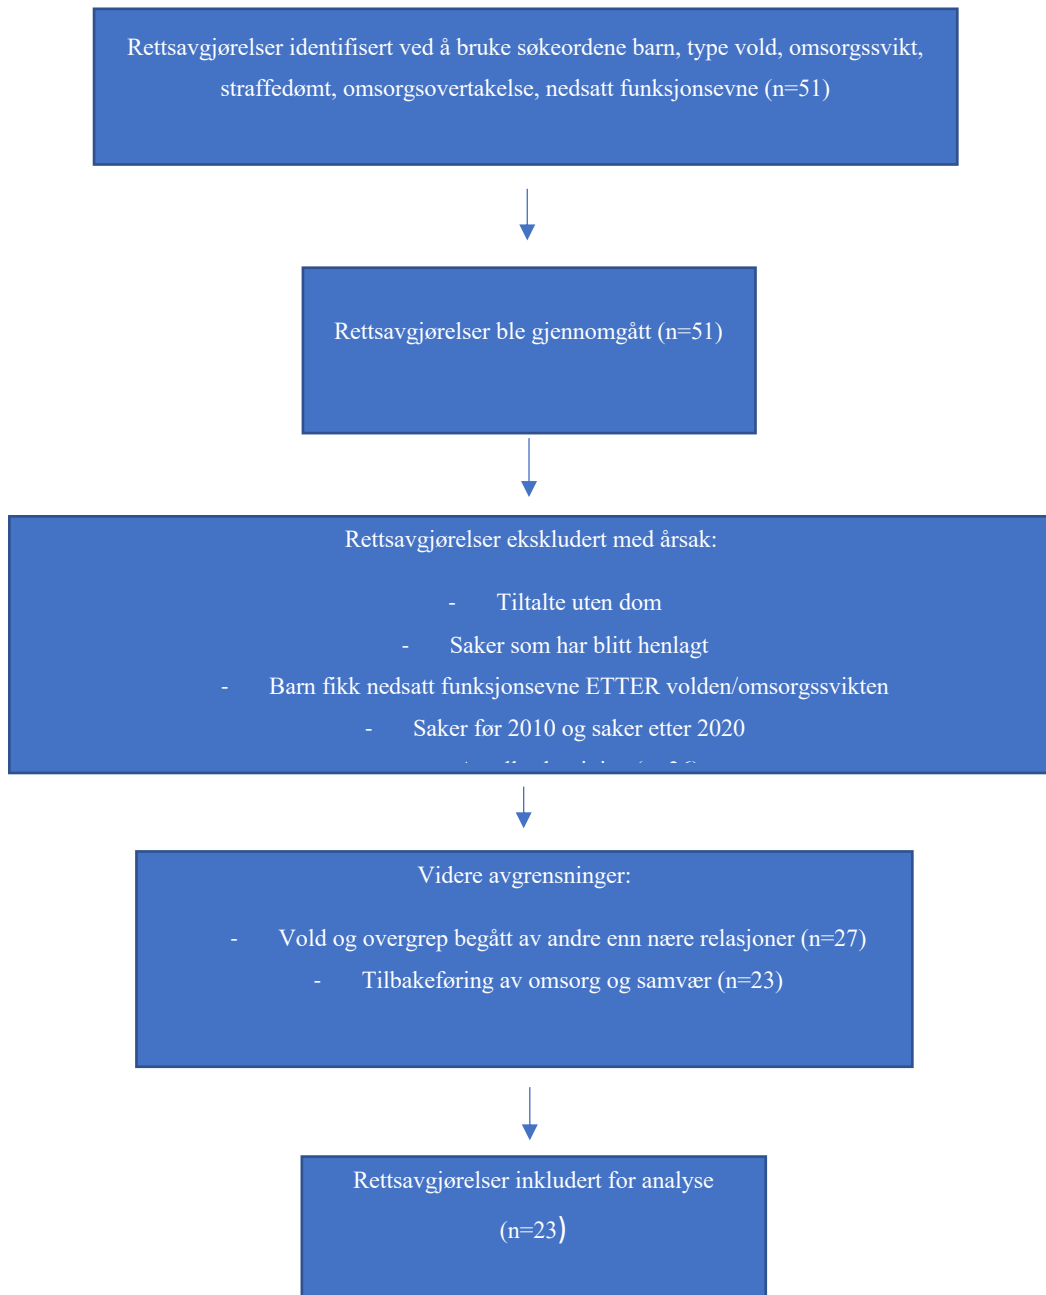 Rettsavgjørelser identifisert ved å bruke søkeordene barn, type vold, omsorgssvikt,
straffedømt, omsorgsovertakelse, nedsatt funksjonsevne (n=51)
Rettsavgjørelser ble gjennomgått (n=51)
Rettsavgjørelser ekskludert med årsak:
- Tiltalte uten dom
- Saker som har blitt henlagt
- Barn fikk nedsatt funksjonsevne ETTER volden/omsorgssvikten
- Saker før 2010 og saker etter 2020
Videre avgrensninger:
- Vold og overgrep begått av andre enn nære relasjoner (n=27)
- Tilbakeføring av omsorg og samvær (n=23)
Rettsavgjørelser inkludert for analyse
(n=23)